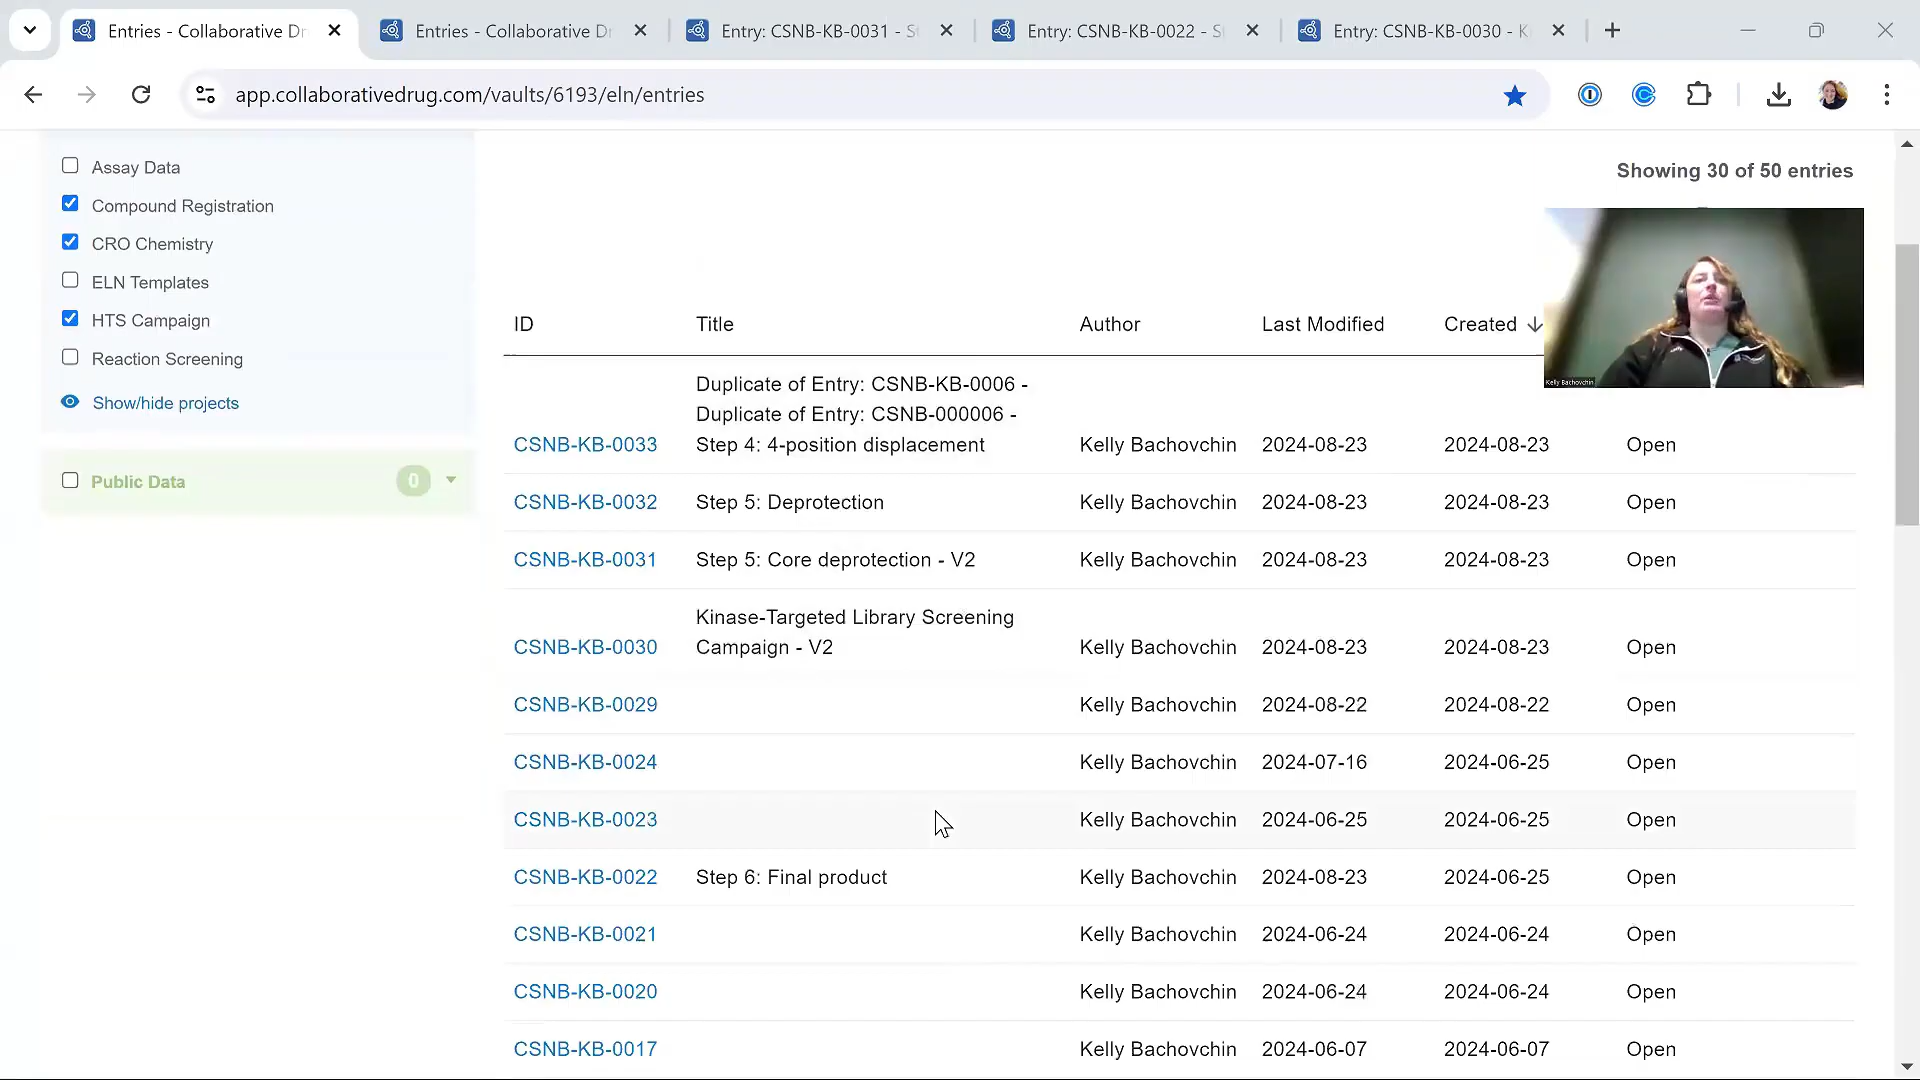 Entries - Collaborative Dr
Entries - Collaborative D
Entry: CSNB-KB-0031 - S
Entry: CSNB-KB-0022 - S
Entry: CSNB-KB-0030 - K
app.collaborativedrug.com/vaults/6193/eln/entries
Assay Data
Compound Registration
CRO Chemistry
ELN Templates
HTS Campaign
Reaction Screening
Show/hide projects
Public Data 0
Showing 30 of 50 entries
Kelly Bachovchin
ID Title Author Last Modified Created
Duplicate of Entry: CSNB-KB-0006 -
Duplicate of Entry: CSNB-000006 -
CSNB-KB-0033 Step 4: 4-position displacement Kelly Bachovchin 2024-08-23 2024-08-23 Open
CSNB-KB-0032 Step 5: Deprotection Kelly Bachovchin 2024-08-23 2024-08-23 Open
CSNB-KB-0031 Step 5: Core deprotection - V2 Kelly Bachovchin 2024-08-23 2024-08-23 Open
Kinase-Targeted Library Screening
CSNB-KB-0030 Campaign - V2 Kelly Bachovchin 2024-08-23 2024-08-23 Open
CSNB-KB-0029 Kelly Bachovchin 2024-08-22 2024-08-22 Open
CSNB-KB-0024 Kelly Bachovchin 2024-07-16 2024-06-25 Open
CSNB-KB-0023 Kelly Bachovchin 2024-06-25 2024-06-25 Open
CSNB-KB-0022 Step 6: Final product Kelly Bachovchin 2024-08-23 2024-06-25 Open
CSNB-KB-0021 Kelly Bachovchin 2024-06-24 2024-06-24 Open
CSNB-KB-0020 Kelly Bachovchin 2024-06-24 2024-06-24 Open
CSNB-KB-0017 Kelly Bachovchin 2024-06-07 2024-06-07 Open